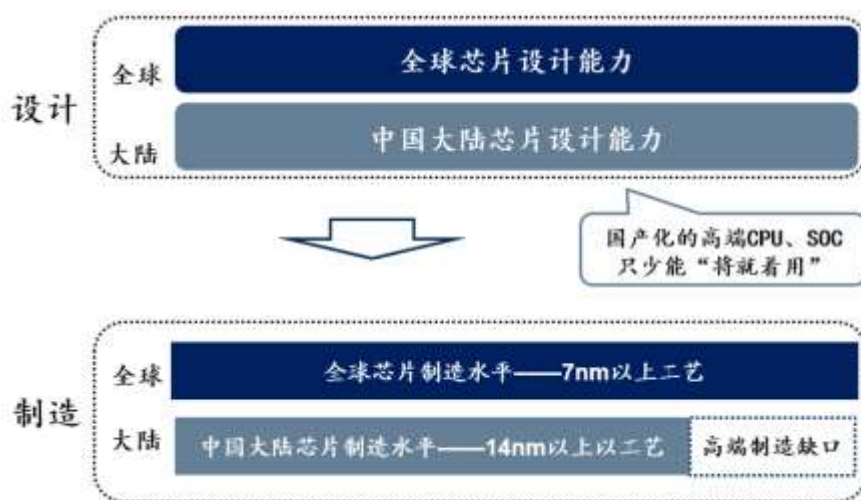 设计
全球
全球芯片设计能力
大陆
中国大陆芯片设计能力
国产化的高端CPU、SOC
只少能“将就着用”
制造
全球
全球芯片制造水平——7nm以上工艺
大陆
中国大陆芯片制造水平——14nm以上以工艺
高端制造缺口